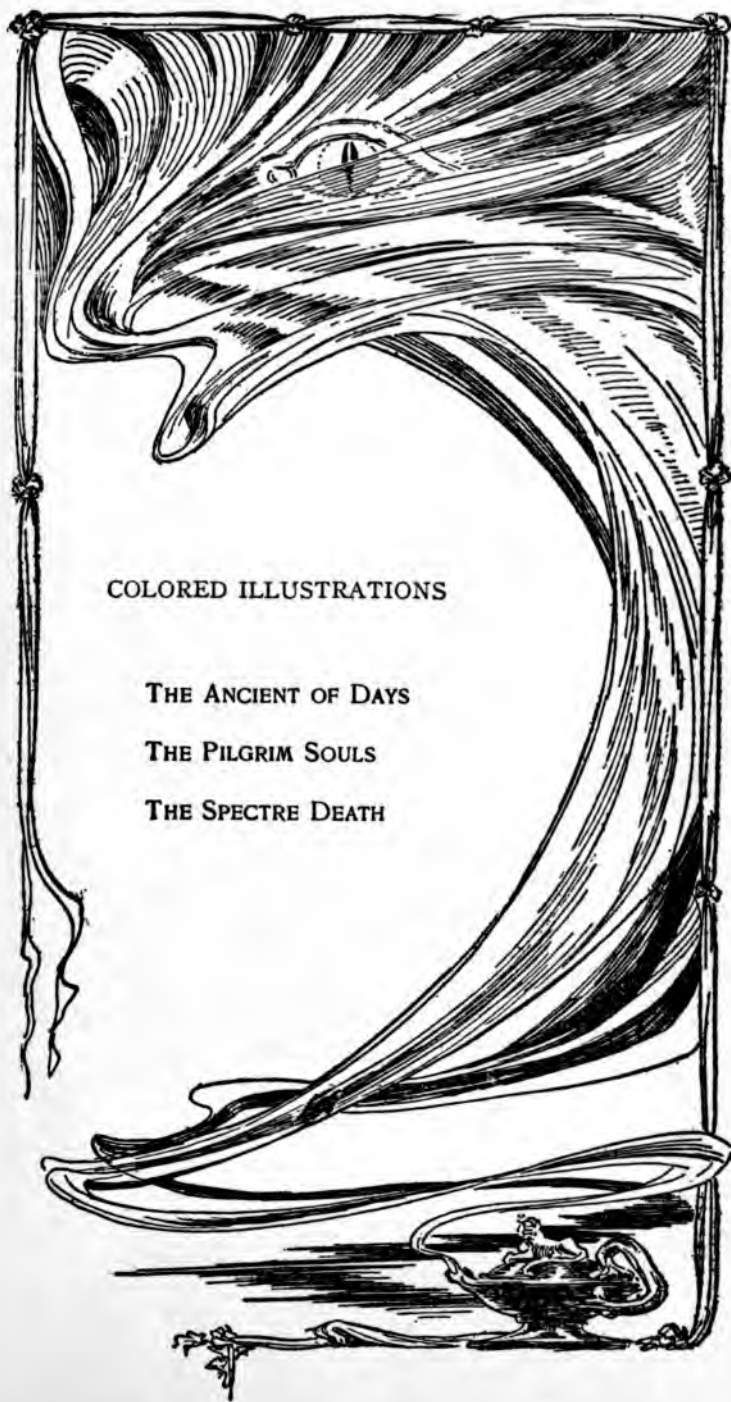 COLORED ILLUSTRATIONS
THE ANCIENT OF DAYS
THE PILGRIM SOULS
THE SPECTRE DEATH